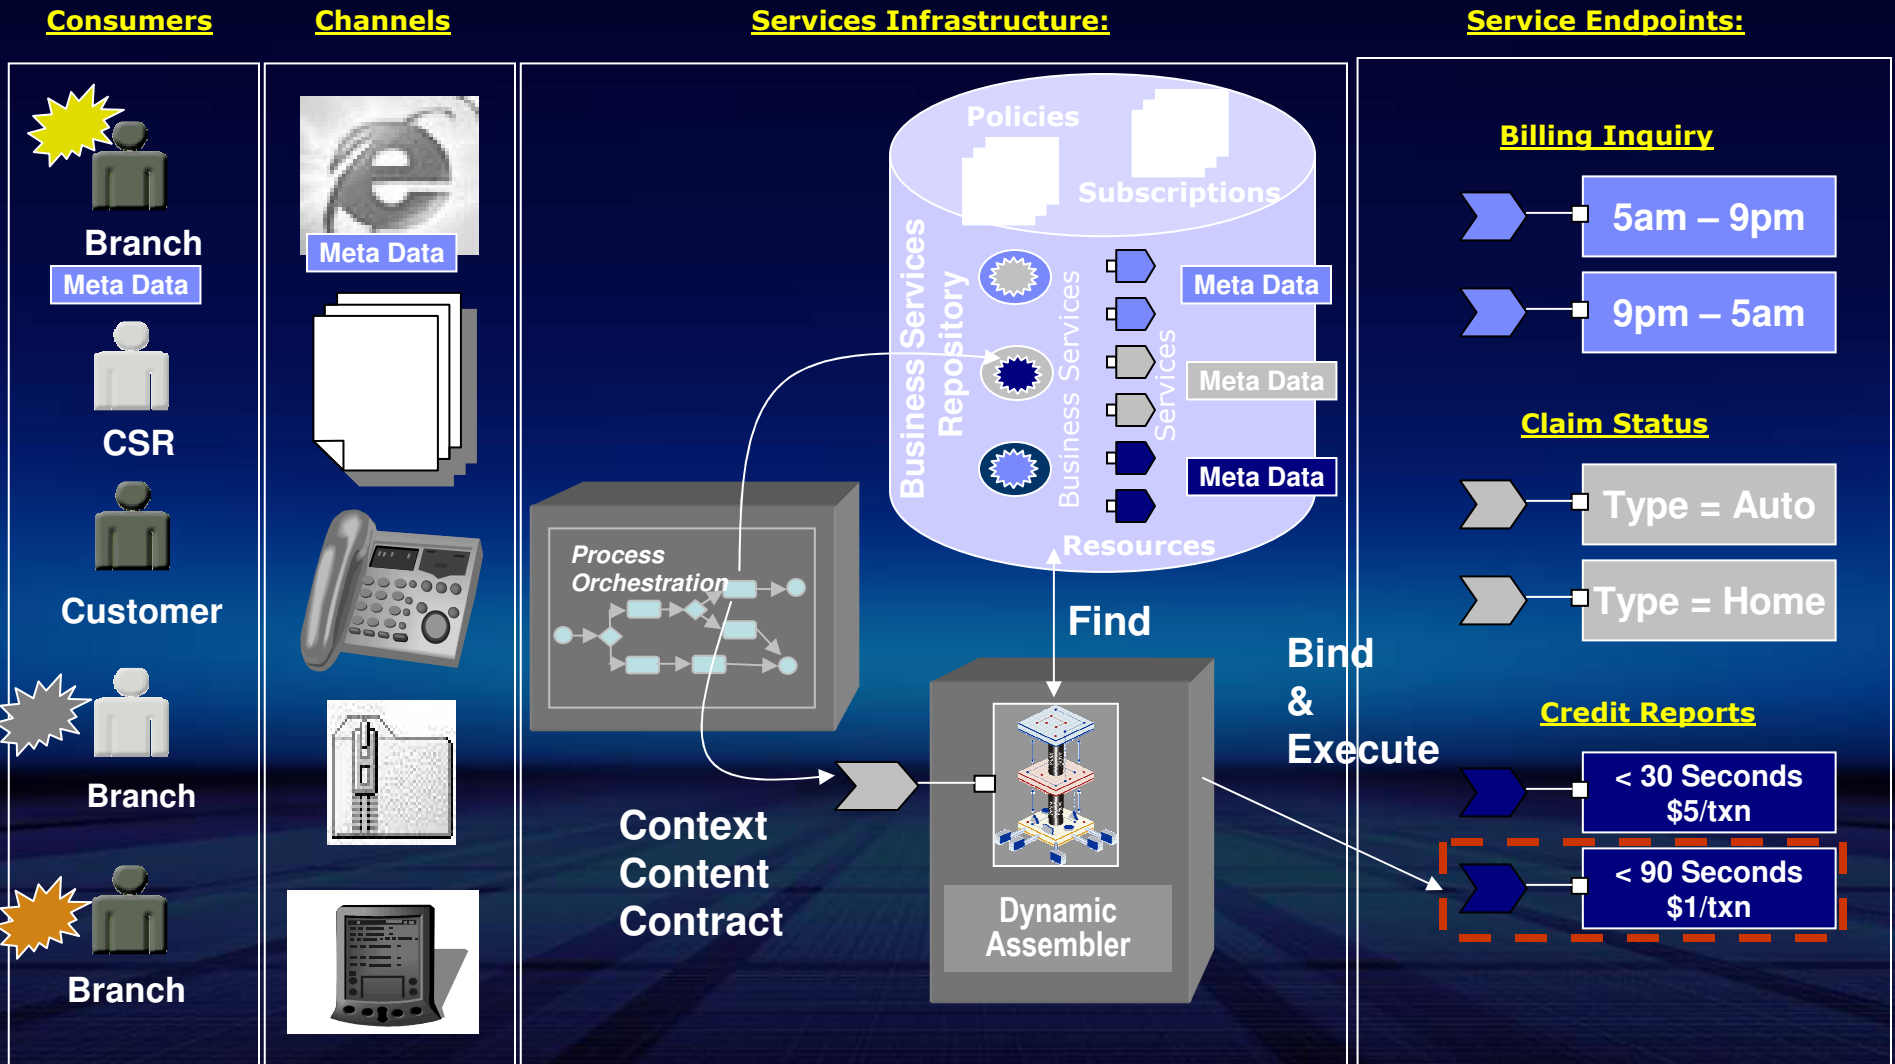 Consumers
Channels
Services Infrastructure:
Service Endpoints:
Branch
Meta Data
CSR
Customer
Branch
Branch
Meta Data
Policies
Subscriptions
Business Services
Repository
Business Services
Services
Meta Data
Meta Data
Meta Data
Resources
Process
Orchestration
Find
Bind
&
Execute
Context
Content
Contract
Dynamic
Assembler
Billing Inquiry
5am – 9pm
9pm – 5am
Claim Status
Type = Auto
Type = Home
Credit Reports
< 30 Seconds
$5/txn
< 90 Seconds
$1/txn